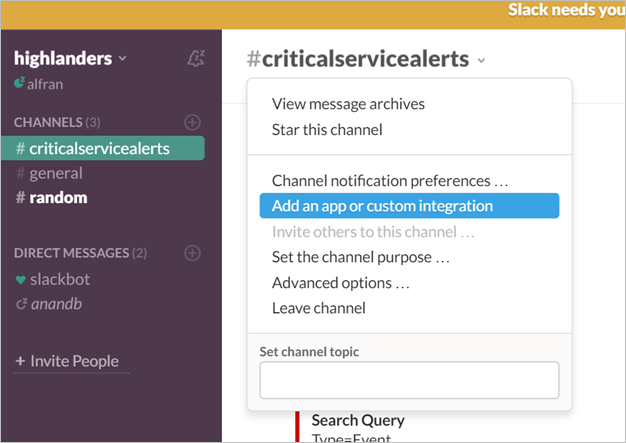 Slack needs you
highlanders
alfran
CHANNELS (3)
# criticalservicealerts
# general
# random
DIRECT MESSAGES (2)
slackbot
anandb
+ Invite People
#criticalservicealerts
View message archives
Star this channel
Channel notification preferences …
Add an app or custom integration
Invite others to this channel …
Set the channel purpose …
Advanced options …
Leave channel
Set channel topic
Search Query
Type=Event